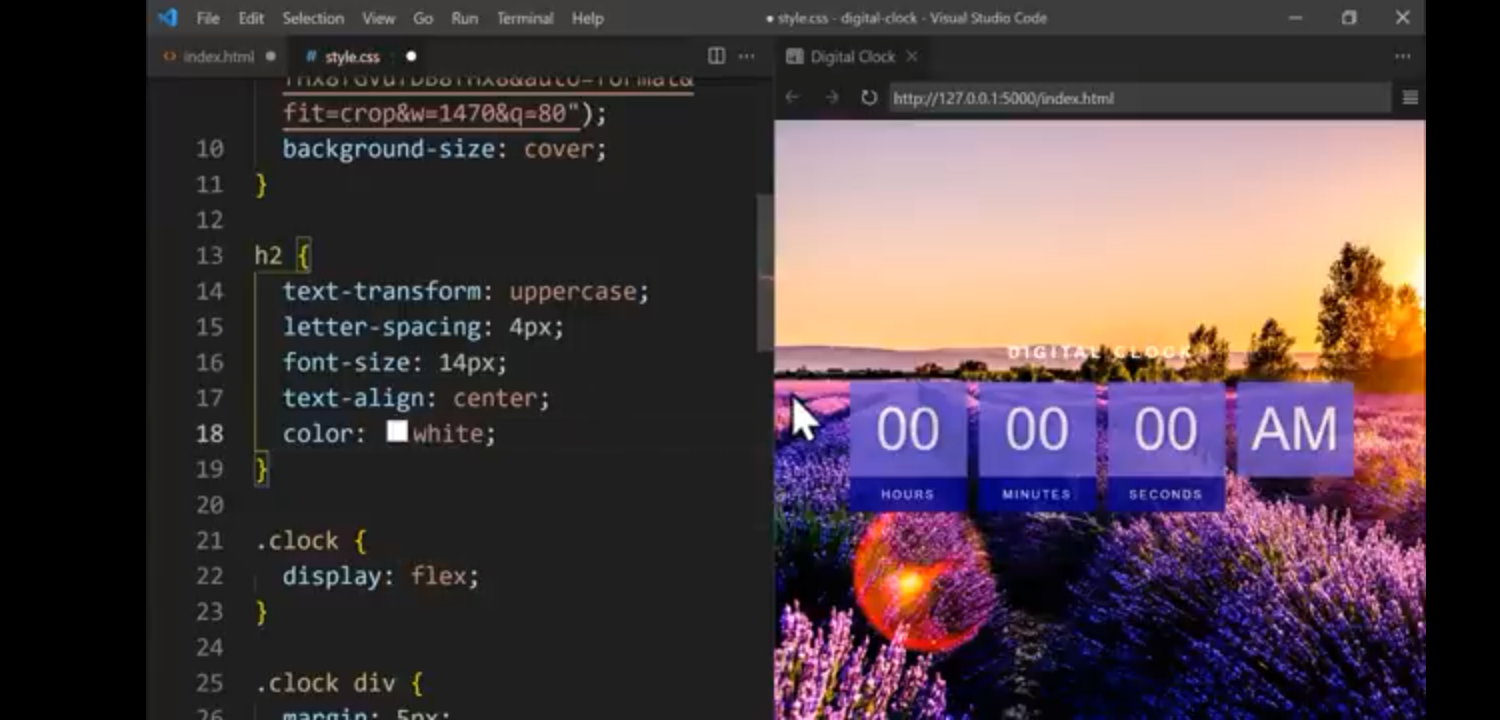 File Edit Selection View Go Run Terminal Help
● style.css - digital-clock - Visual Studio Code
index.html
# style.css
Digital Clock
http://127.0.0.1:5000/index.html
fit=crop&w=1470&q=80");
10 background-size: cover;
11 }
12
13 h2 {
14 text-transform: uppercase;
15 letter-spacing: 4px;
16 font-size: 14px;
17 text-align: center;
18 color: white;
19 }
20
21 .clock {
22 display: flex;
23 }
24
25 .clock div {
26 margin: 5px;
DIGITAL CLOCK
00 00 00 AM
HOURS MINUTES SECONDS